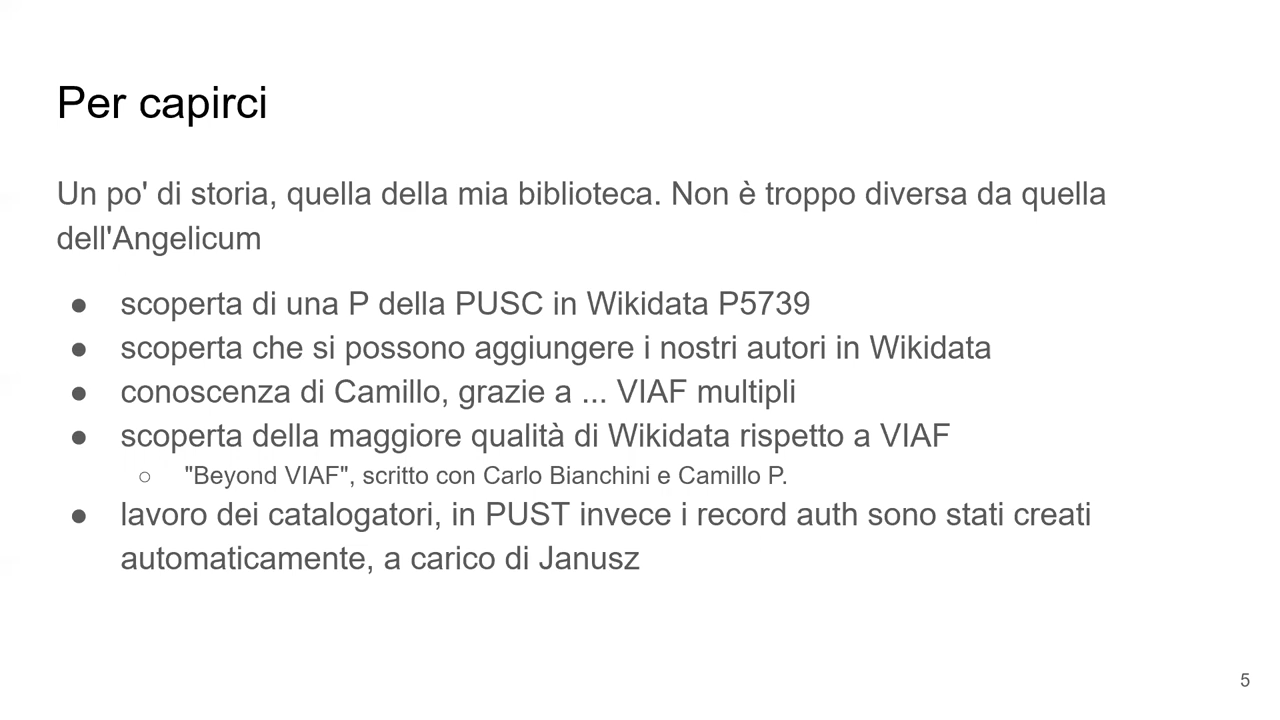 Per capirci
Un po' di storia, quella della mia biblioteca. Non è troppo diversa da quella
dell'Angelicum
● scoperta di una P della PUSC in Wikidata P5739
● scoperta che si possono aggiungere i nostri autori in Wikidata
● conoscenza di Camillo, grazie a ... VIAF multipli
● scoperta della maggiore qualità di Wikidata rispetto a VIAF
○ "Beyond VIAF", scritto con Carlo Bianchini e Camillo P.
● lavoro dei catalogatori, in PUST invece i record auth sono stati creati
automaticamente, a carico di Janusz
5